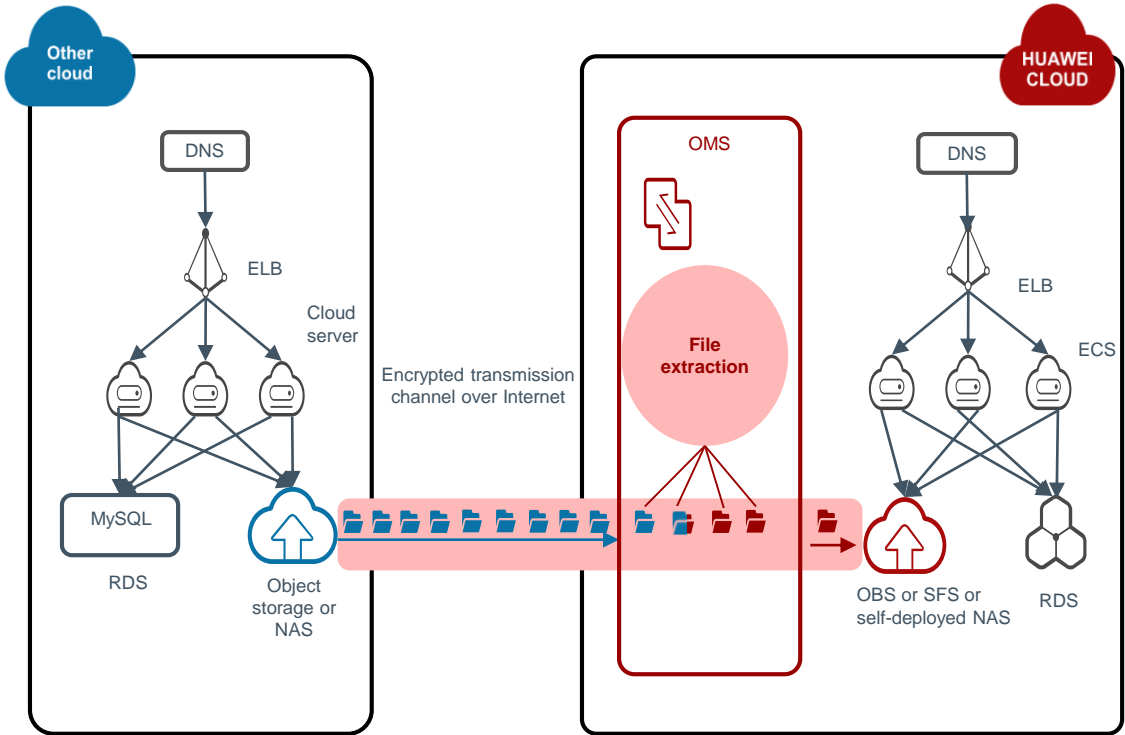 Other
cloud
HUAWEI
CLOUD
DNS
ELB
Cloud
server
MySQL
RDS
Object
storage or
NAS
Encrypted transmission
channel over Internet
OMS
File
extraction
DNS
ELB
ECS
OBS or SFS or
self-deployed NAS
RDS